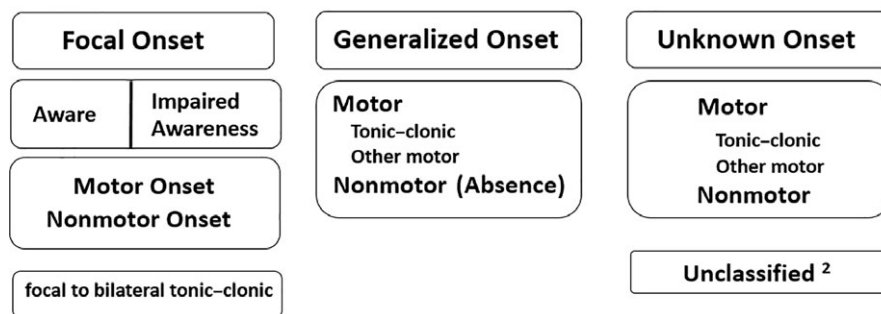 Focal Onset
Aware
Impaired
Awareness
Motor Onset
Nonmotor Onset
focal to bilateral tonic–clonic
Generalized Onset
Motor
Tonic–clonic
Other motor
Nonmotor (Absence)
Unknown Onset
Motor
Tonic–clonic
Other motor
Nonmotor
Unclassified ²